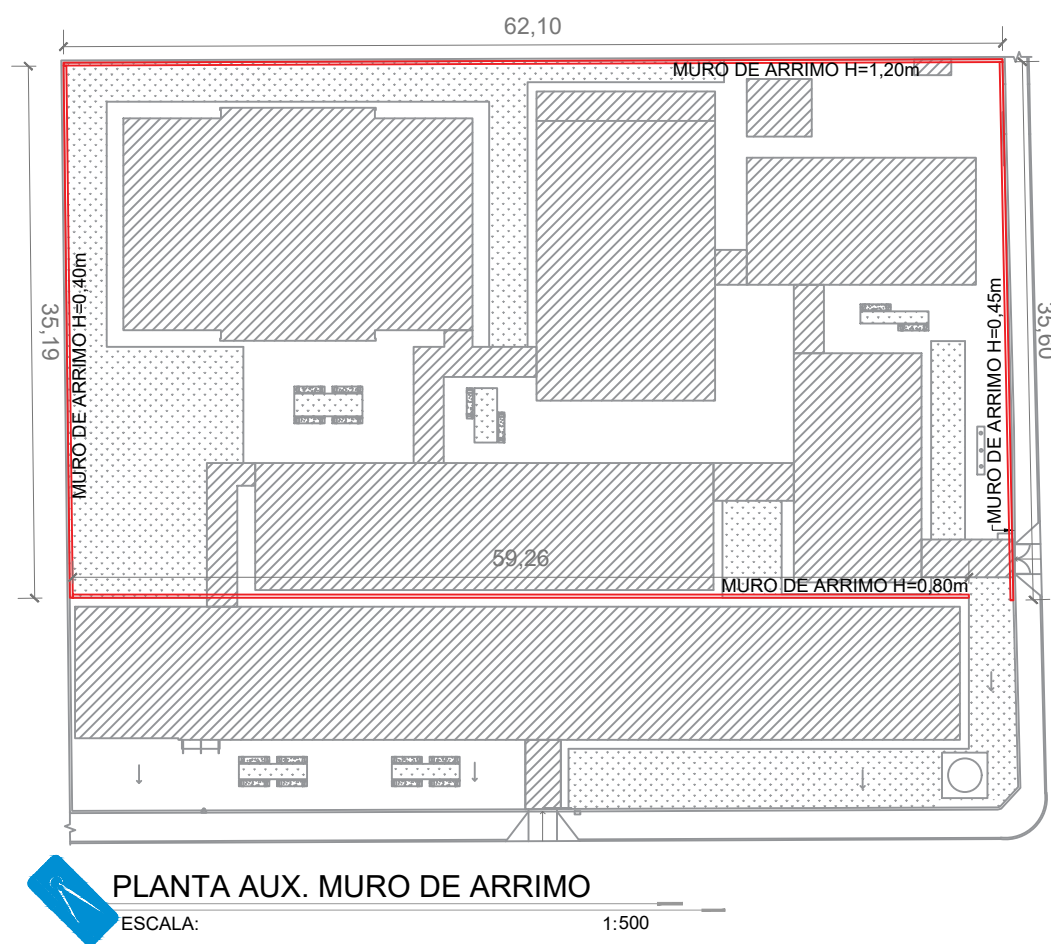 62,10
MURO DE ARRIMO H=1,20m
MURO DE ARRIMO H=0,40m
35,19
MURO DE ARRIMO H=0,45m
35,60
59,26
MURO DE ARRIMO H=0,80m
PLANTA AUX. MURO DE ARRIMO
ESCALA: 1:500